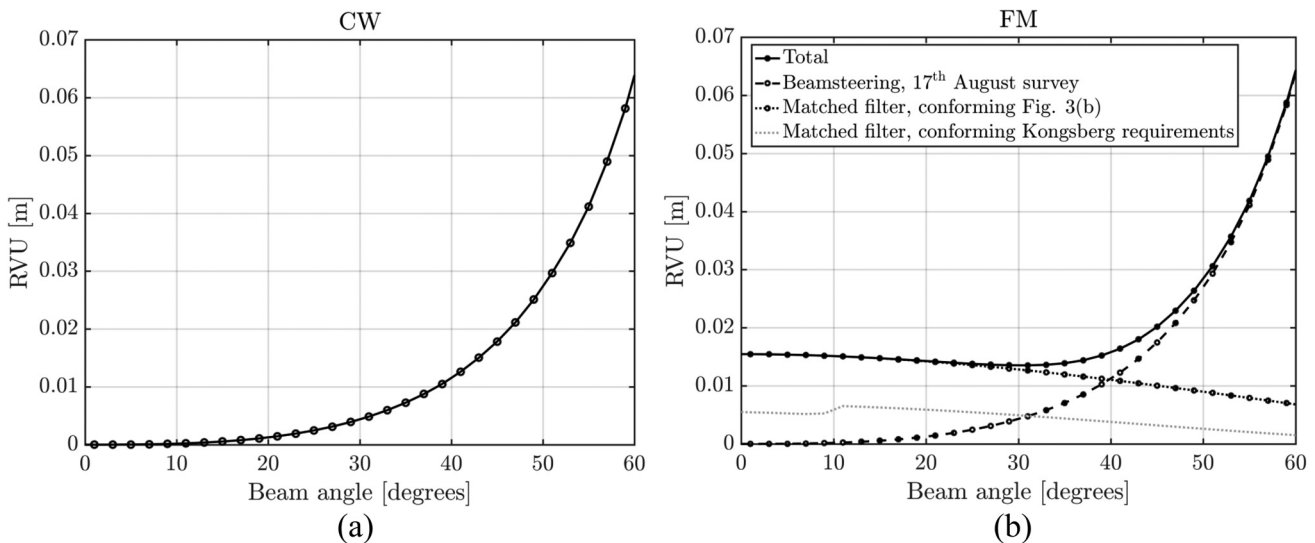 CW
0.07
0.06
0.05
0.04
0.03
0.02
0.01
0
RVU [m]
0 10 20 30 40 50 60
Beam angle [degrees]
(a)
FM
0.07
0.06
0.05
0.04
0.03
0.02
0.01
0
RVU [m]
Total
Beamsteering, 17th August survey
Matched filter, conforming Fig. 3(b)
Matched filter, conforming Kongsberg requirements
0 10 20 30 40 50 60
Beam angle [degrees]
(b)